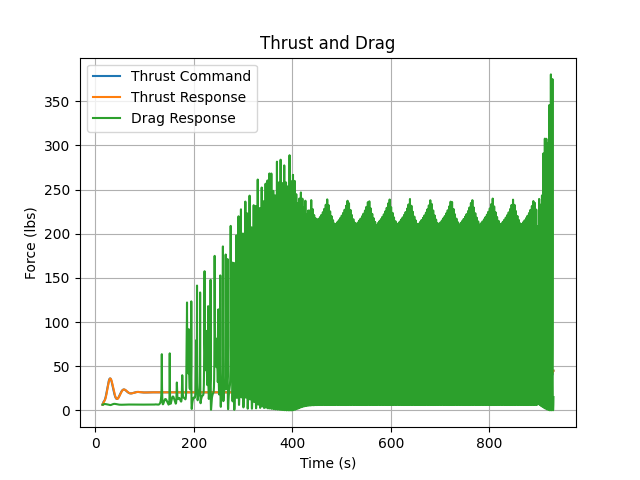 Thrust and Drag
Thrust Command
Thrust Response
Drag Response
350
300
250
200
150
100
50
0
Force (lbs)
0 200 400 600 800
Time (s)